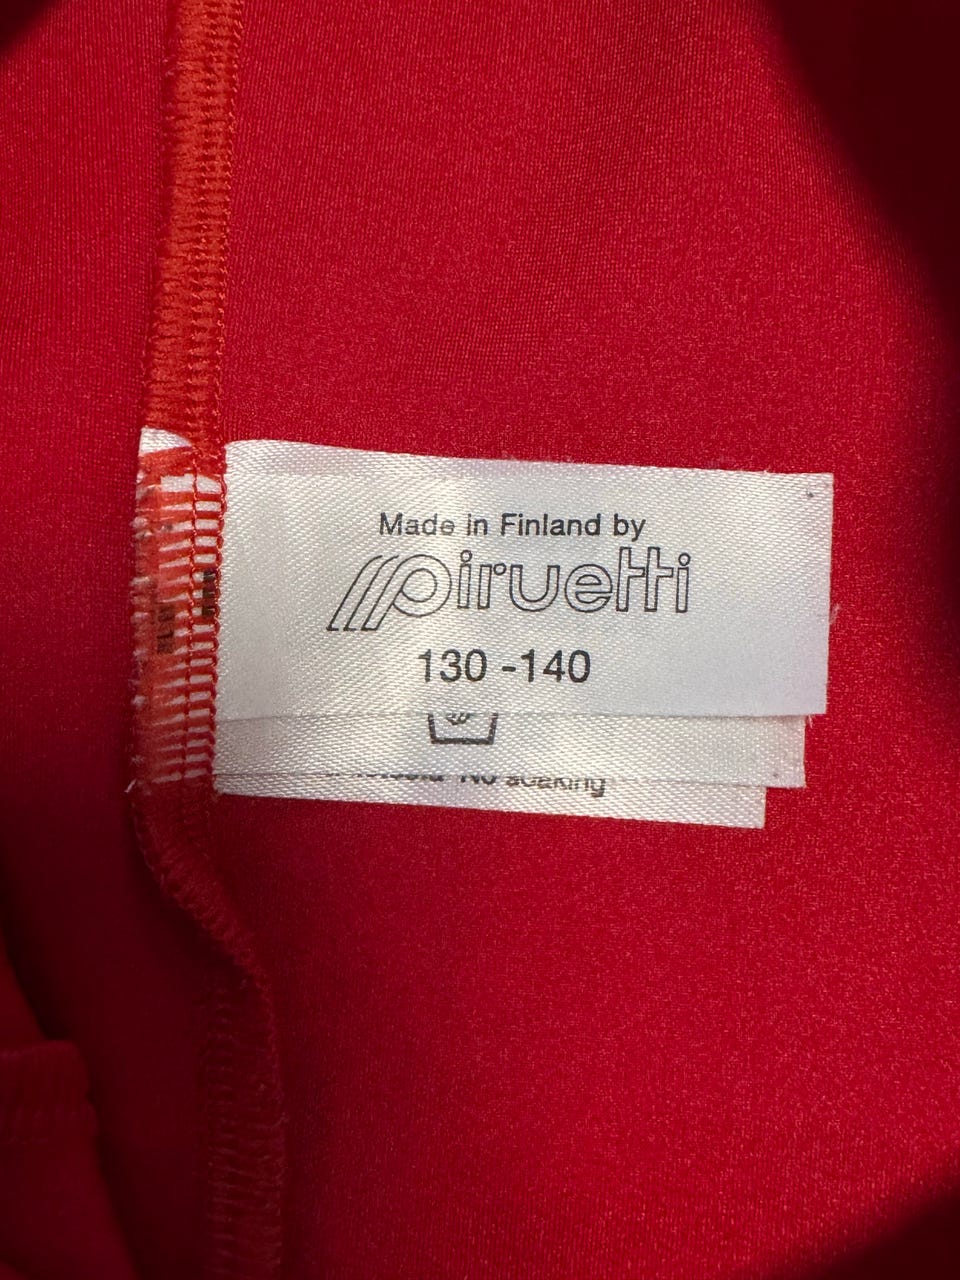 Made in Finland by
piruetti
130 -140
No soaking